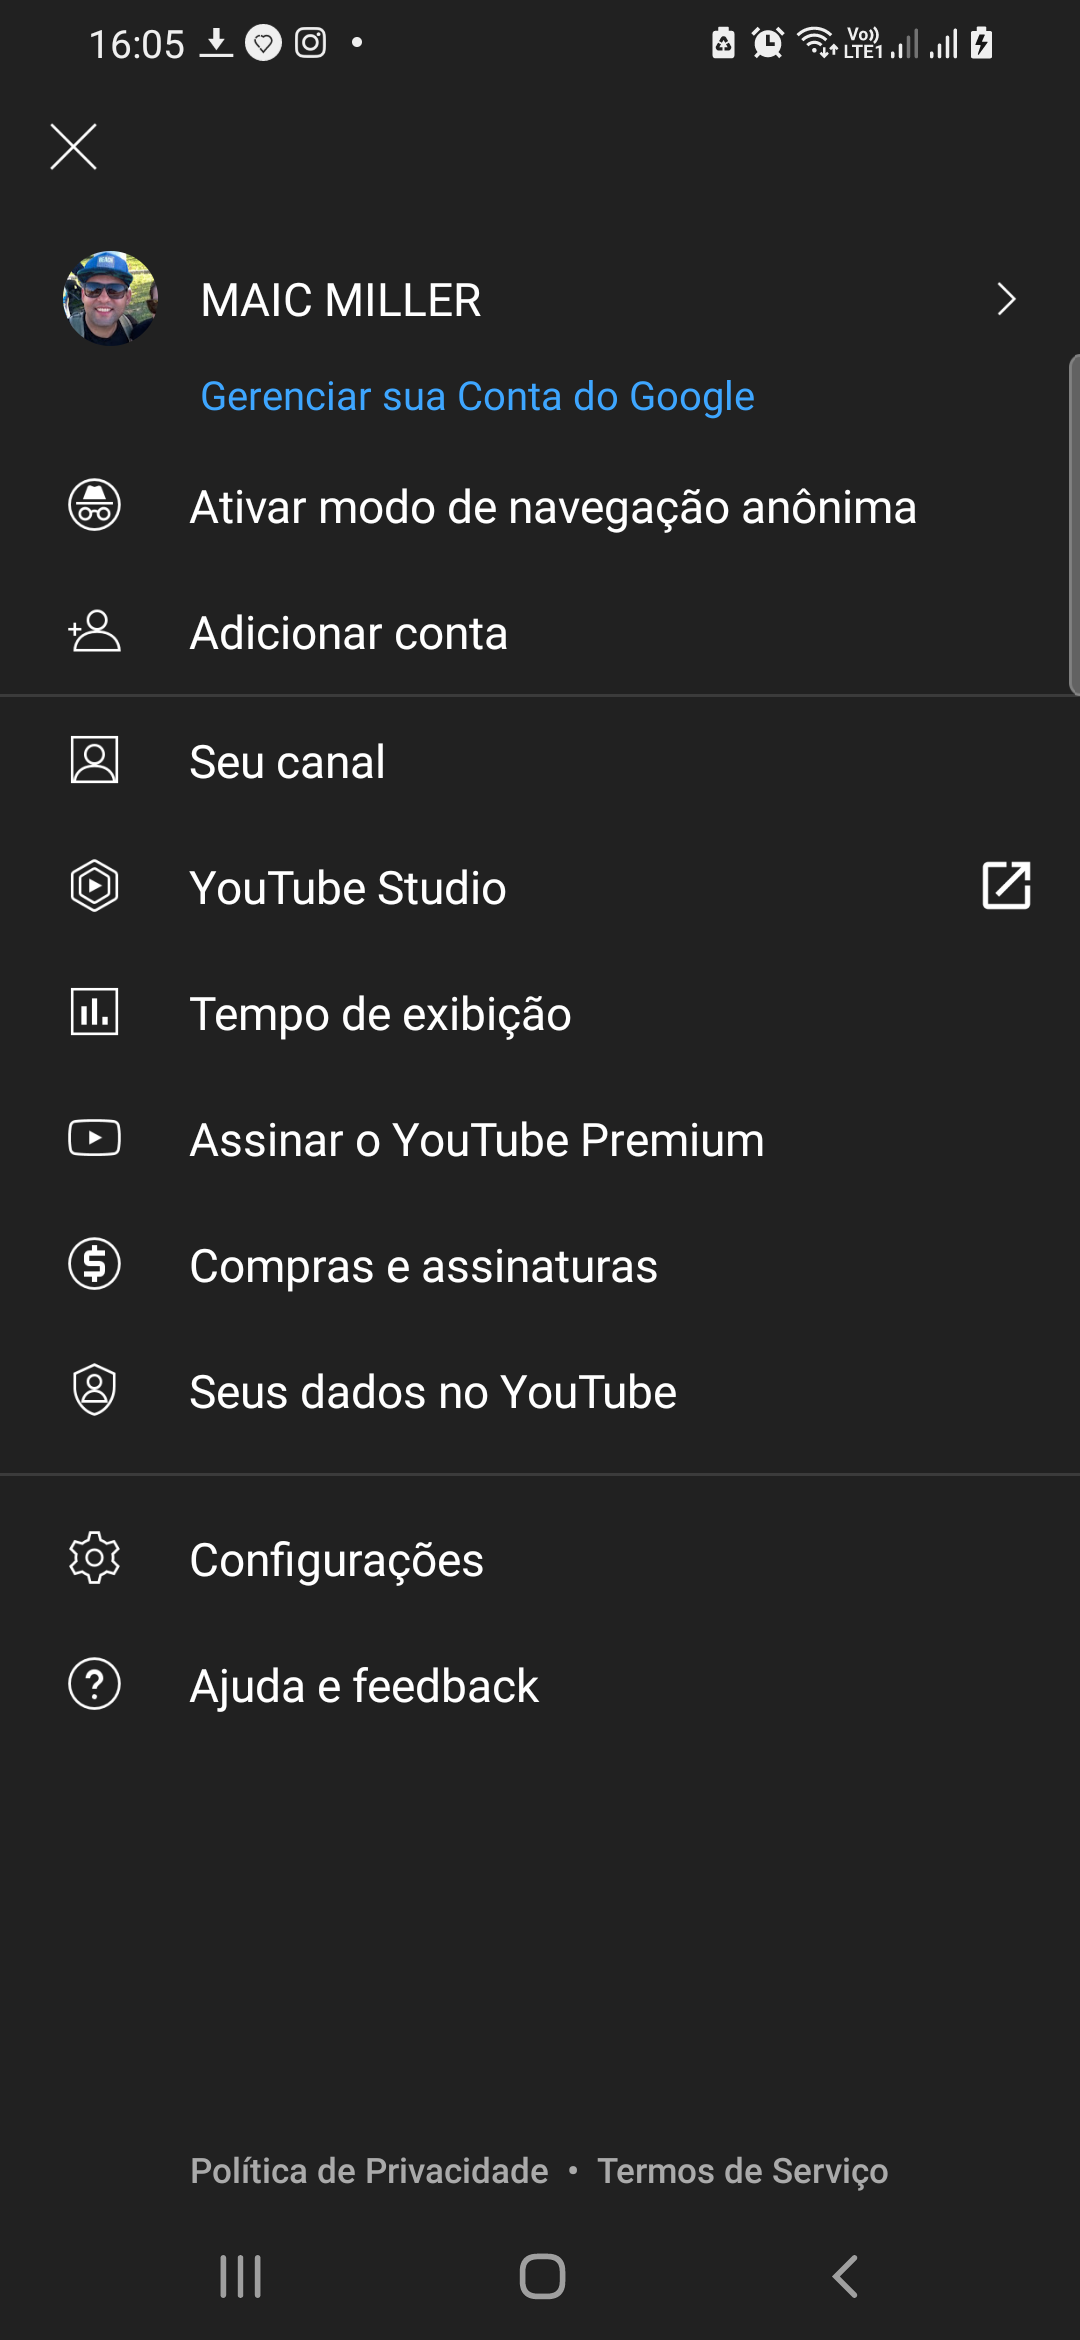 16:05
Vo))
LTE1
MAIC MILLER
Gerenciar sua Conta do Google
Ativar modo de navegação anônima
Adicionar conta
Seu canal
YouTube Studio
Tempo de exibição
Assinar o YouTube Premium
Compras e assinaturas
Seus dados no YouTube
Configurações
Ajuda e feedback
Política de Privacidade • Termos de Serviço